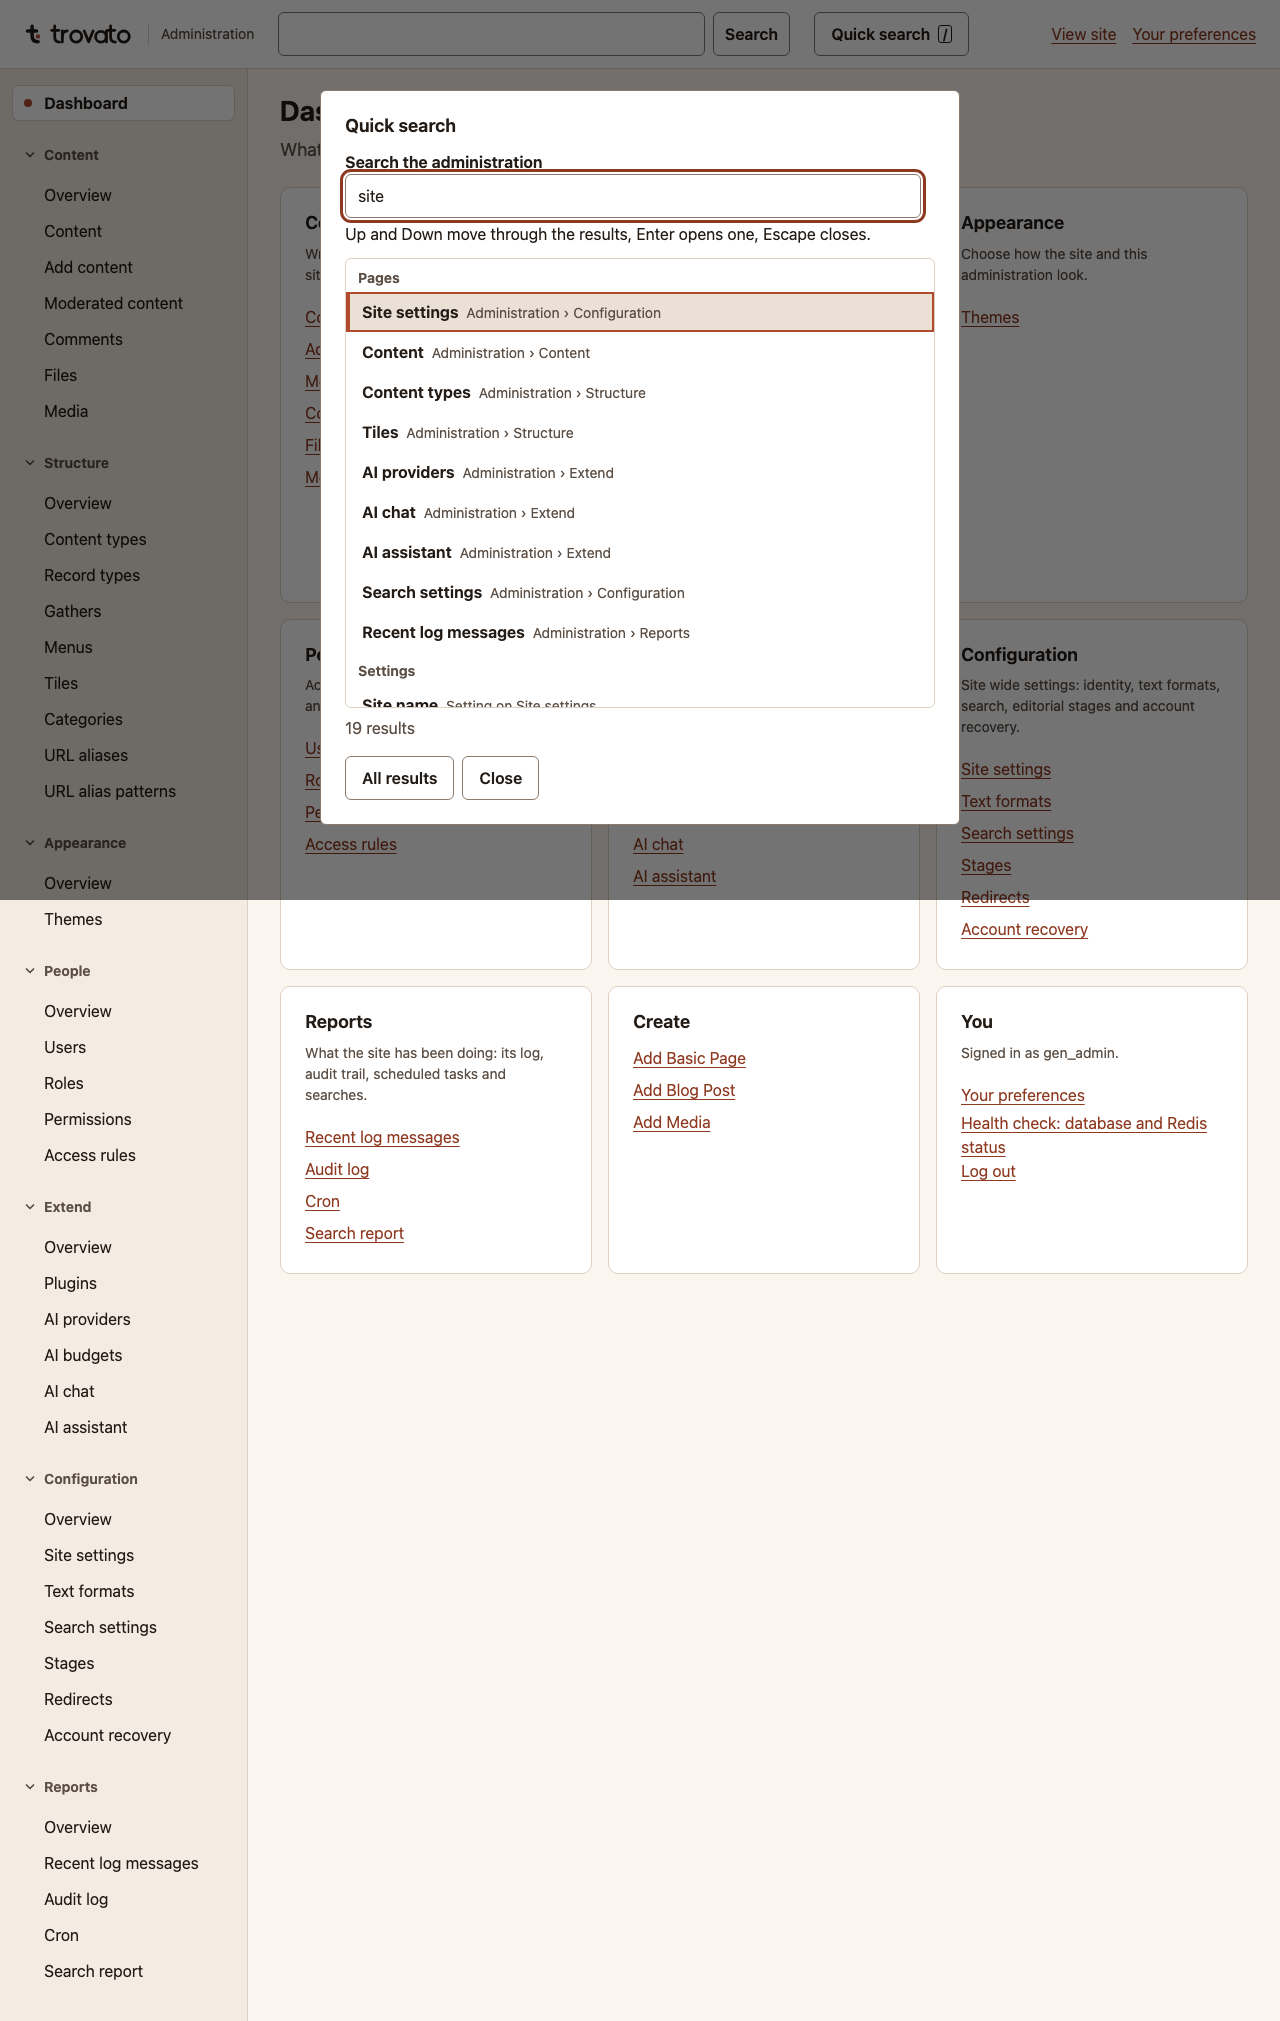 trovato
Administration
Search
Quick search /
View site
Your preferences
Dashboard
Content
Overview
Content
Add content
Moderated content
Comments
Files
Media
Structure
Overview
Content types
Record types
Gathers
Menus
Tiles
Categories
URL aliases
URL alias patterns
Appearance
Overview
Themes
People
Overview
Users
Roles
Permissions
Access rules
Extend
Overview
Plugins
AI providers
AI budgets
AI chat
AI assistant
Configuration
Overview
Site settings
Text formats
Search settings
Stages
Redirects
Account recovery
Reports
Overview
Recent log messages
Audit log
Cron
Search report
Quick search
Search the administration
site
Up and Down move through the results, Enter opens one, Escape closes.
Pages
Site settings Administration › Configuration
Content Administration › Content
Content types Administration › Structure
Tiles Administration › Structure
AI providers Administration › Extend
AI chat Administration › Extend
AI assistant Administration › Extend
Search settings Administration › Configuration
Recent log messages Administration › Reports
Settings
Site name Setting on Site settings
19 results
All results
Close
Appearance
Choose how the site and this
administration look.
Themes
Access rules
AI chat
AI assistant
Configuration
Site wide settings: identity, text formats,
search, editorial stages and account
recovery.
Site settings
Text formats
Search settings
Stages
Redirects
Account recovery
Reports
What the site has been doing: its log,
audit trail, scheduled tasks and
searches.
Recent log messages
Audit log
Cron
Search report
Create
Add Basic Page
Add Blog Post
Add Media
You
Signed in as gen_admin.
Your preferences
Health check: database and Redis
status
Log out